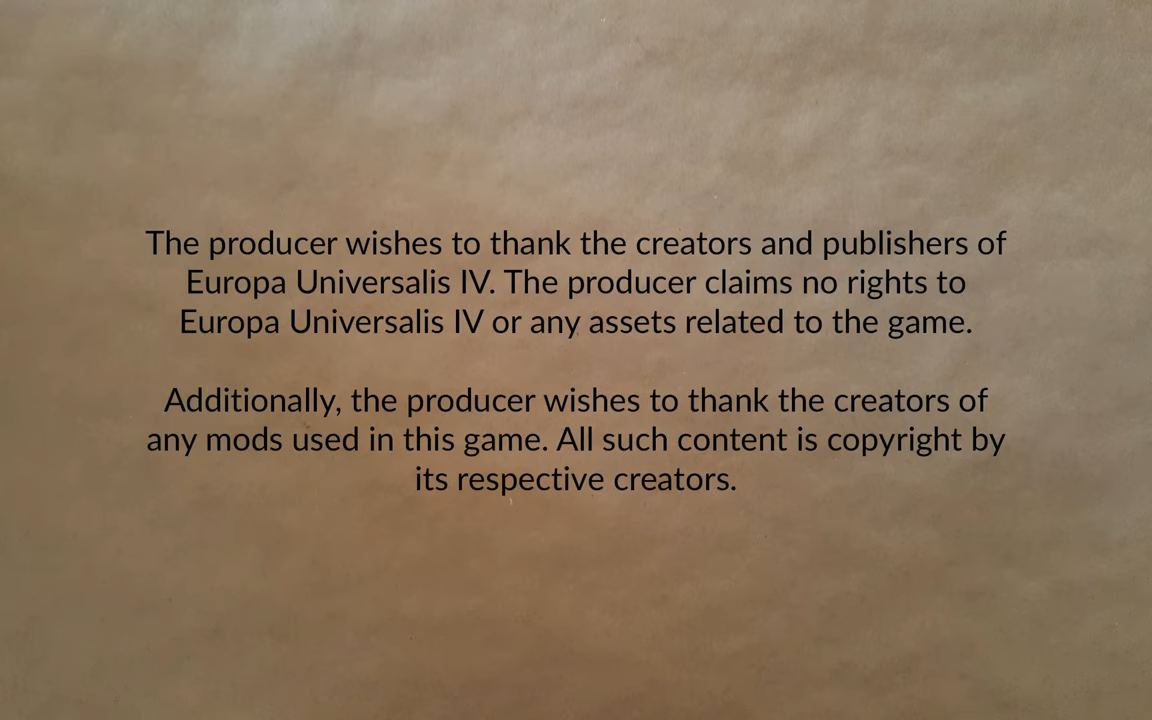 The producer wishes to thank the creators and publishers of
Europa Universalis IV. The producer claims no rights to
Europa Universalis IV or any assets related to the game.
Additionally, the producer wishes to thank the creators of
any mods used in this game. All such content is copyright by
its respective creators.